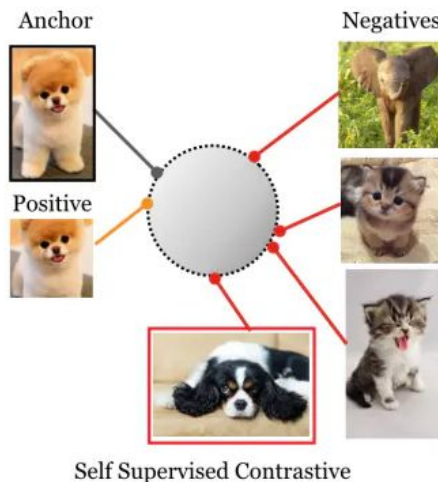 Anchor
Negatives
Positive
Self Supervised Contrastive